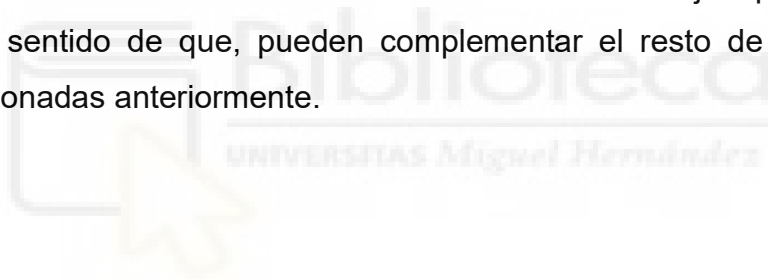 sentido de que, pueden complementar el resto de
onadas anteriormente.
Biblioteca
UNIVERSITAS Miguel Hernández